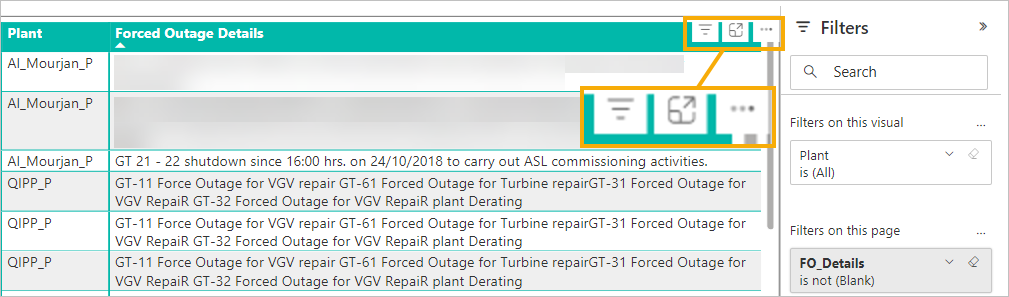 Plant
Forced Outage Details
Filters
Search
Filters on this visual
Plant
is (All)
Filters on this page
FO_Details
is not (Blank)
Al_Mourjan_P
Al_Mourjan_P
Al_Mourjan_P
GT 21 - 22 shutdown since 16:00 hrs. on 24/10/2018 to carry out ASL commissioning activities.
QIPP_P
GT-11 Force Outage for VGV repair GT-61 Forced Outage for Turbine repairGT-31 Forced Outage for
VGV RepaiR GT-32 Forced Outage for VGV RepaiR plant Derating
QIPP_P
GT-11 Force Outage for VGV repair GT-61 Forced Outage for Turbine repairGT-31 Forced Outage for
VGV RepaiR GT-32 Forced Outage for VGV RepaiR plant Derating
QIPP_P
GT-11 Force Outage for VGV repair GT-61 Forced Outage for Turbine repairGT-31 Forced Outage for
VGV RepaiR GT-32 Forced Outage for VGV RepaiR plant Derating